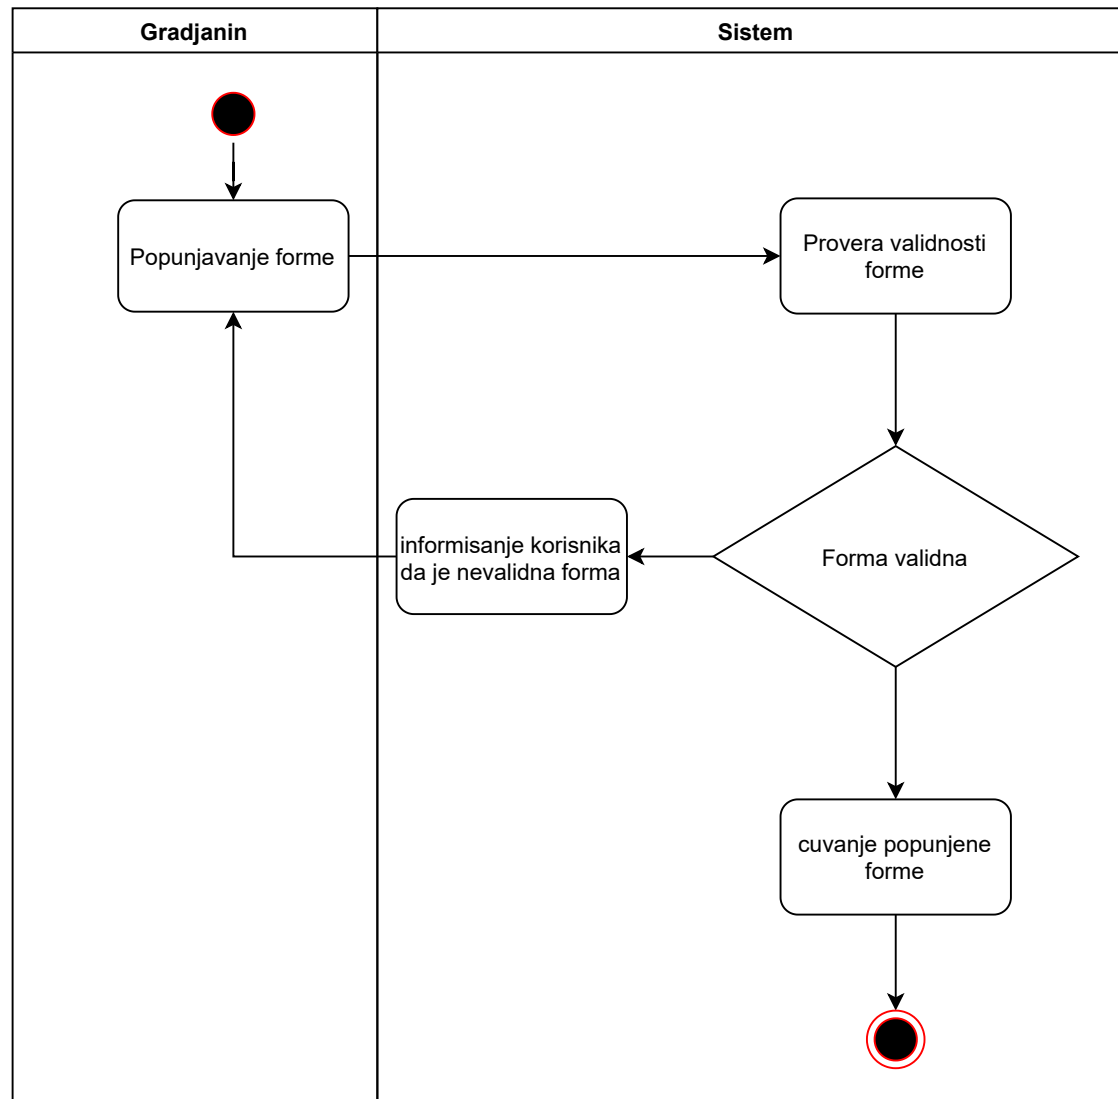 Gradjanin
Sistem
Popunjavanje forme
Provera validnosti
forme
informisanje korisnika
da je nevalidna forma
Forma validna
cuvanje popunjene
forme